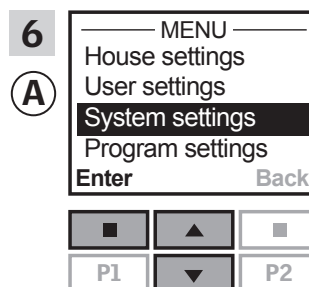 6
A
MENU
House settings
User settings
System settings
Program settings
Enter Back
P1 P2